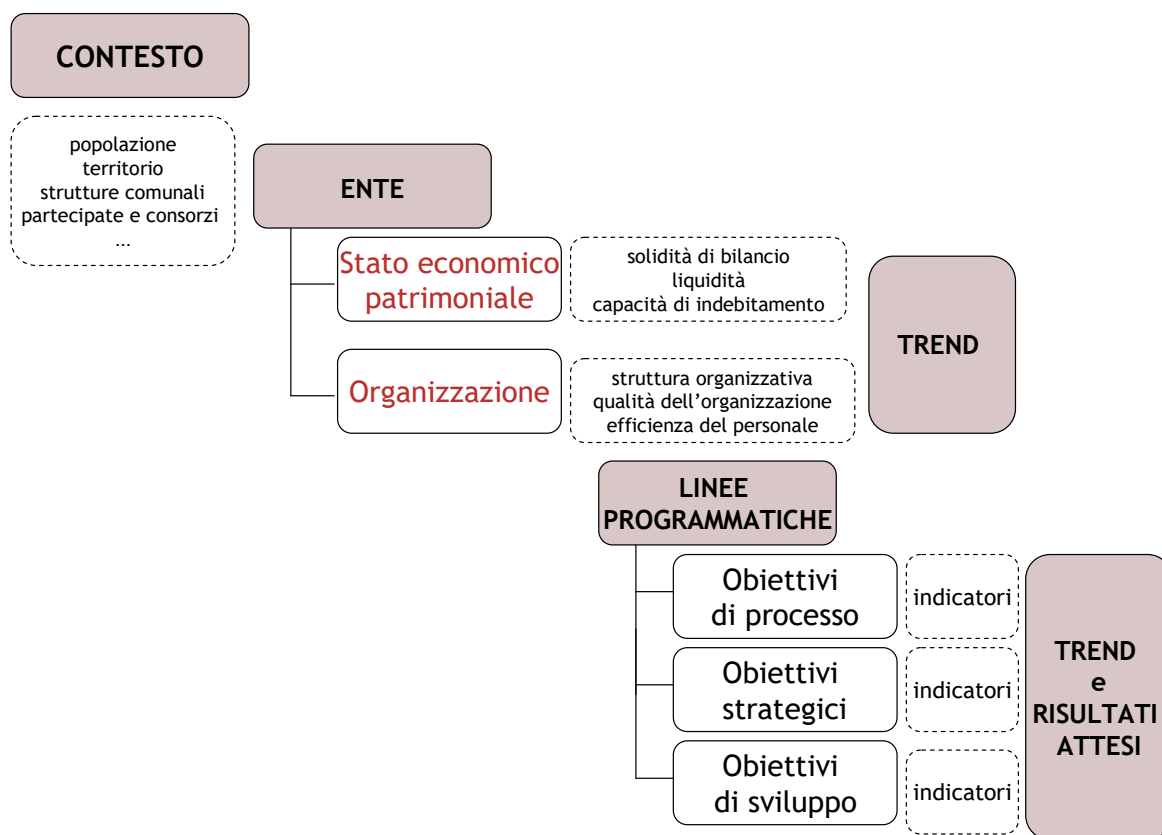 CONTESTO
popolazione
territorio
strutture comunali
partecipate e consorzi
...
ENTE
Stato economico
patrimoniale
solidità di bilancio
liquidità
capacità di indebitamento
Organizzazione
struttura organizzativa
qualità dell’organizzazione
efficienza del personale
TREND
LINEE
PROGRAMMATICHE
Obiettivi
di processo
indicatori
Obiettivi
strategici
indicatori
Obiettivi
di sviluppo
indicatori
TREND
e
RISULTATI
ATTESI